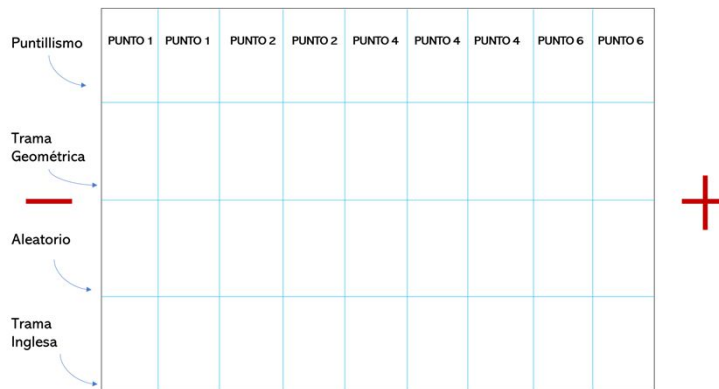 Puntillismo
PUNTO 1 PUNTO 1 PUNTO 2 PUNTO 2 PUNTO 4 PUNTO 4 PUNTO 4 PUNTO 6 PUNTO 6
Trama
Geométrica
Aleatorio
Trama
Inglesa